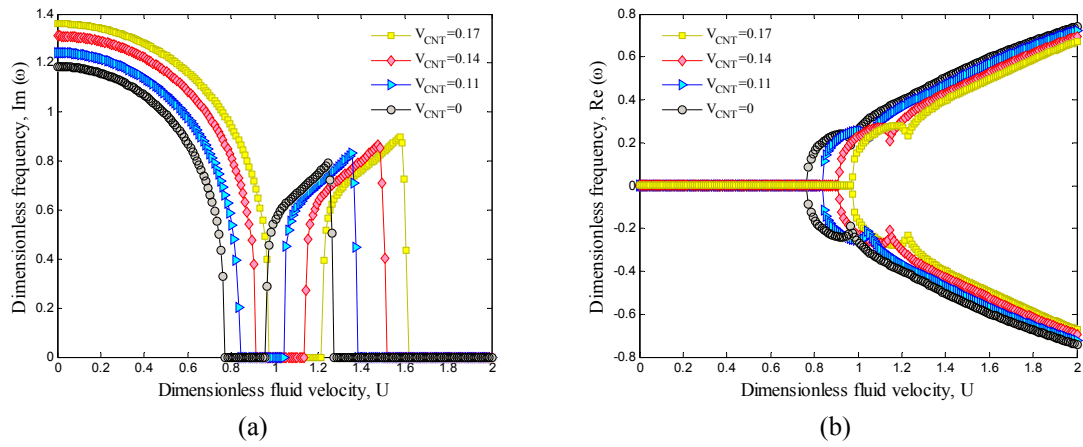 1.4
1.2
1
0.8
0.6
0.4
0.2
0
0 0.2 0.4 0.6 0.8 1 1.2 1.4 1.6 1.8 2
Dimensionless frequency, Im (ω)
Dimensionless fluid velocity, U
V_CNT=0.17
V_CNT=0.14
V_CNT=0.11
V_CNT=0
(a)
0.8
0.6
0.4
0.2
0
-0.2
-0.4
-0.6
-0.8
0 0.2 0.4 0.6 0.8 1 1.2 1.4 1.6 1.8 2
Dimensionless frequency, Re (ω)
Dimensionless fluid velocity, U
V_CNT=0.17
V_CNT=0.14
V_CNT=0.11
V_CNT=0
(b)